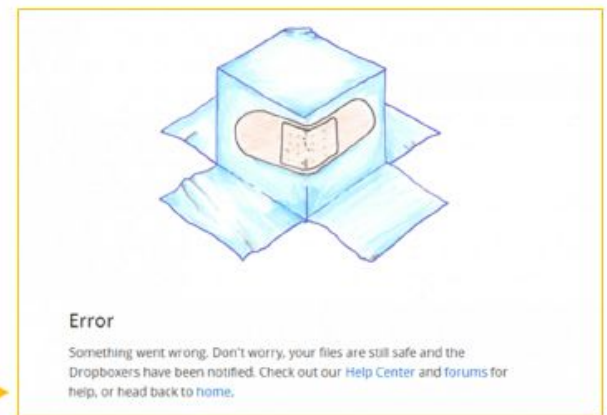 Error
Something went wrong. Don't worry, your files are still safe and the
Dropboxers have been notified. Check out our Help Center and forums for
help, or head back to home.